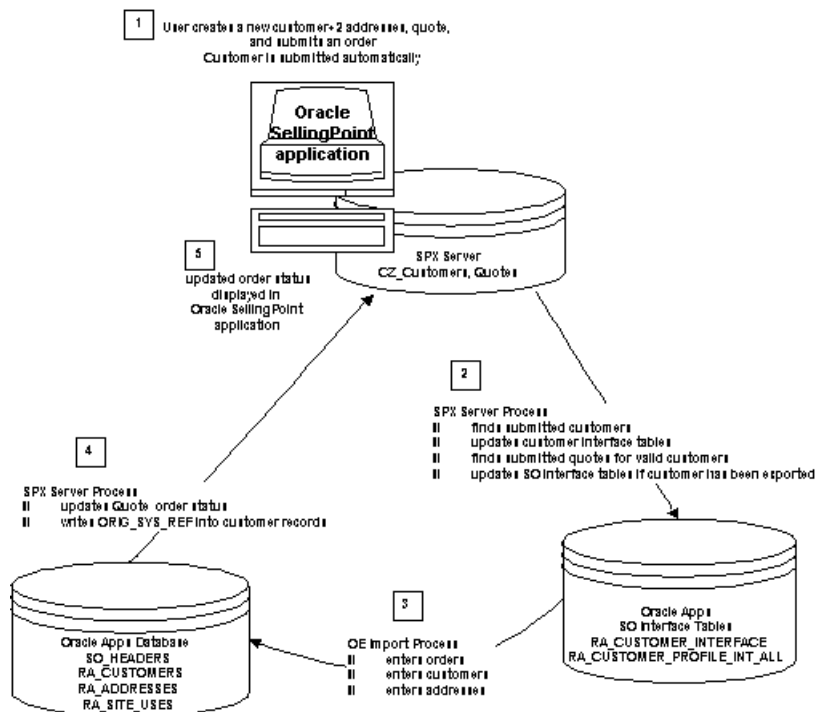 1
User creates a new customer+2 addresses, quote,
and submits an order
Customer is submitted automatically
Oracle
SellingPoint
application
SPX Server
CZ_Customers, Quotes
5
updated order status
displayed in
Oracle SellingPoint
application
2
SPX Server Process
finds submitted customers
updates customer interface tables
finds submitted quotes for valid customers
updates SO interface tables if customer has been exported
4
SPX Server Process
updates Quote order status
writes ORIG_SYS_REF into customer records
Oracle Apps
SO Interface Tables
RA_CUSTOMER_INTERFACE
RA_CUSTOMER_PROFILE_INT_ALL
3
OE Import Process
enters orders
enters customers
enters addresses
Oracle Apps Database
SO_HEADERS
RA_CUSTOMERS
RA_ADDRESSES
RA_SITE_USES